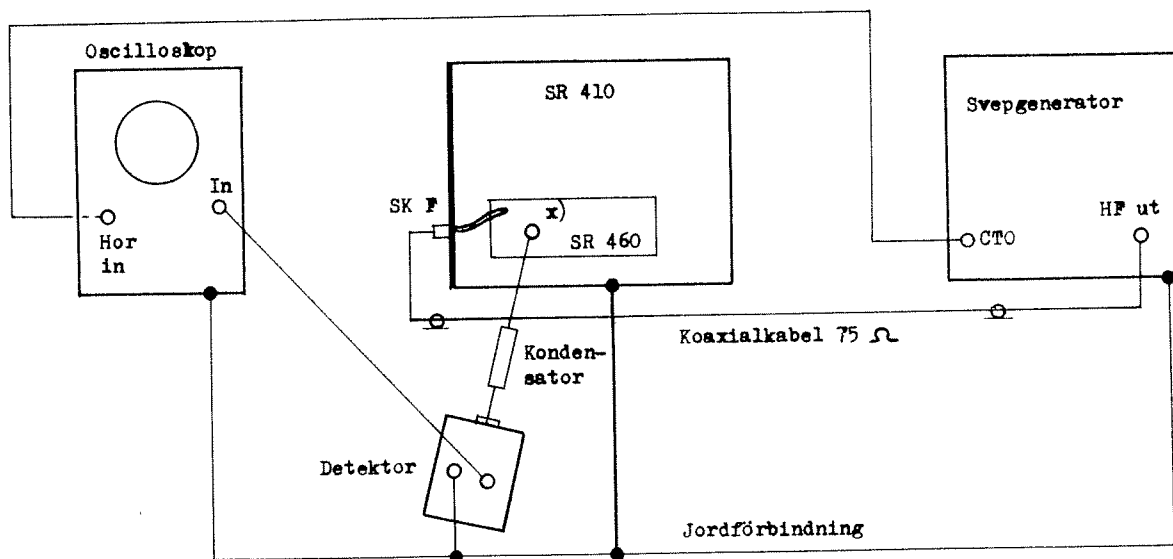 Oscilloskop
SR 410
Svepgenerator
In
SK F
x)
HF ut
Hor
in
SR 460
CTO
Koaxialkabel 75 Ω
Konden-
sator
Detektor
Jordförbindning